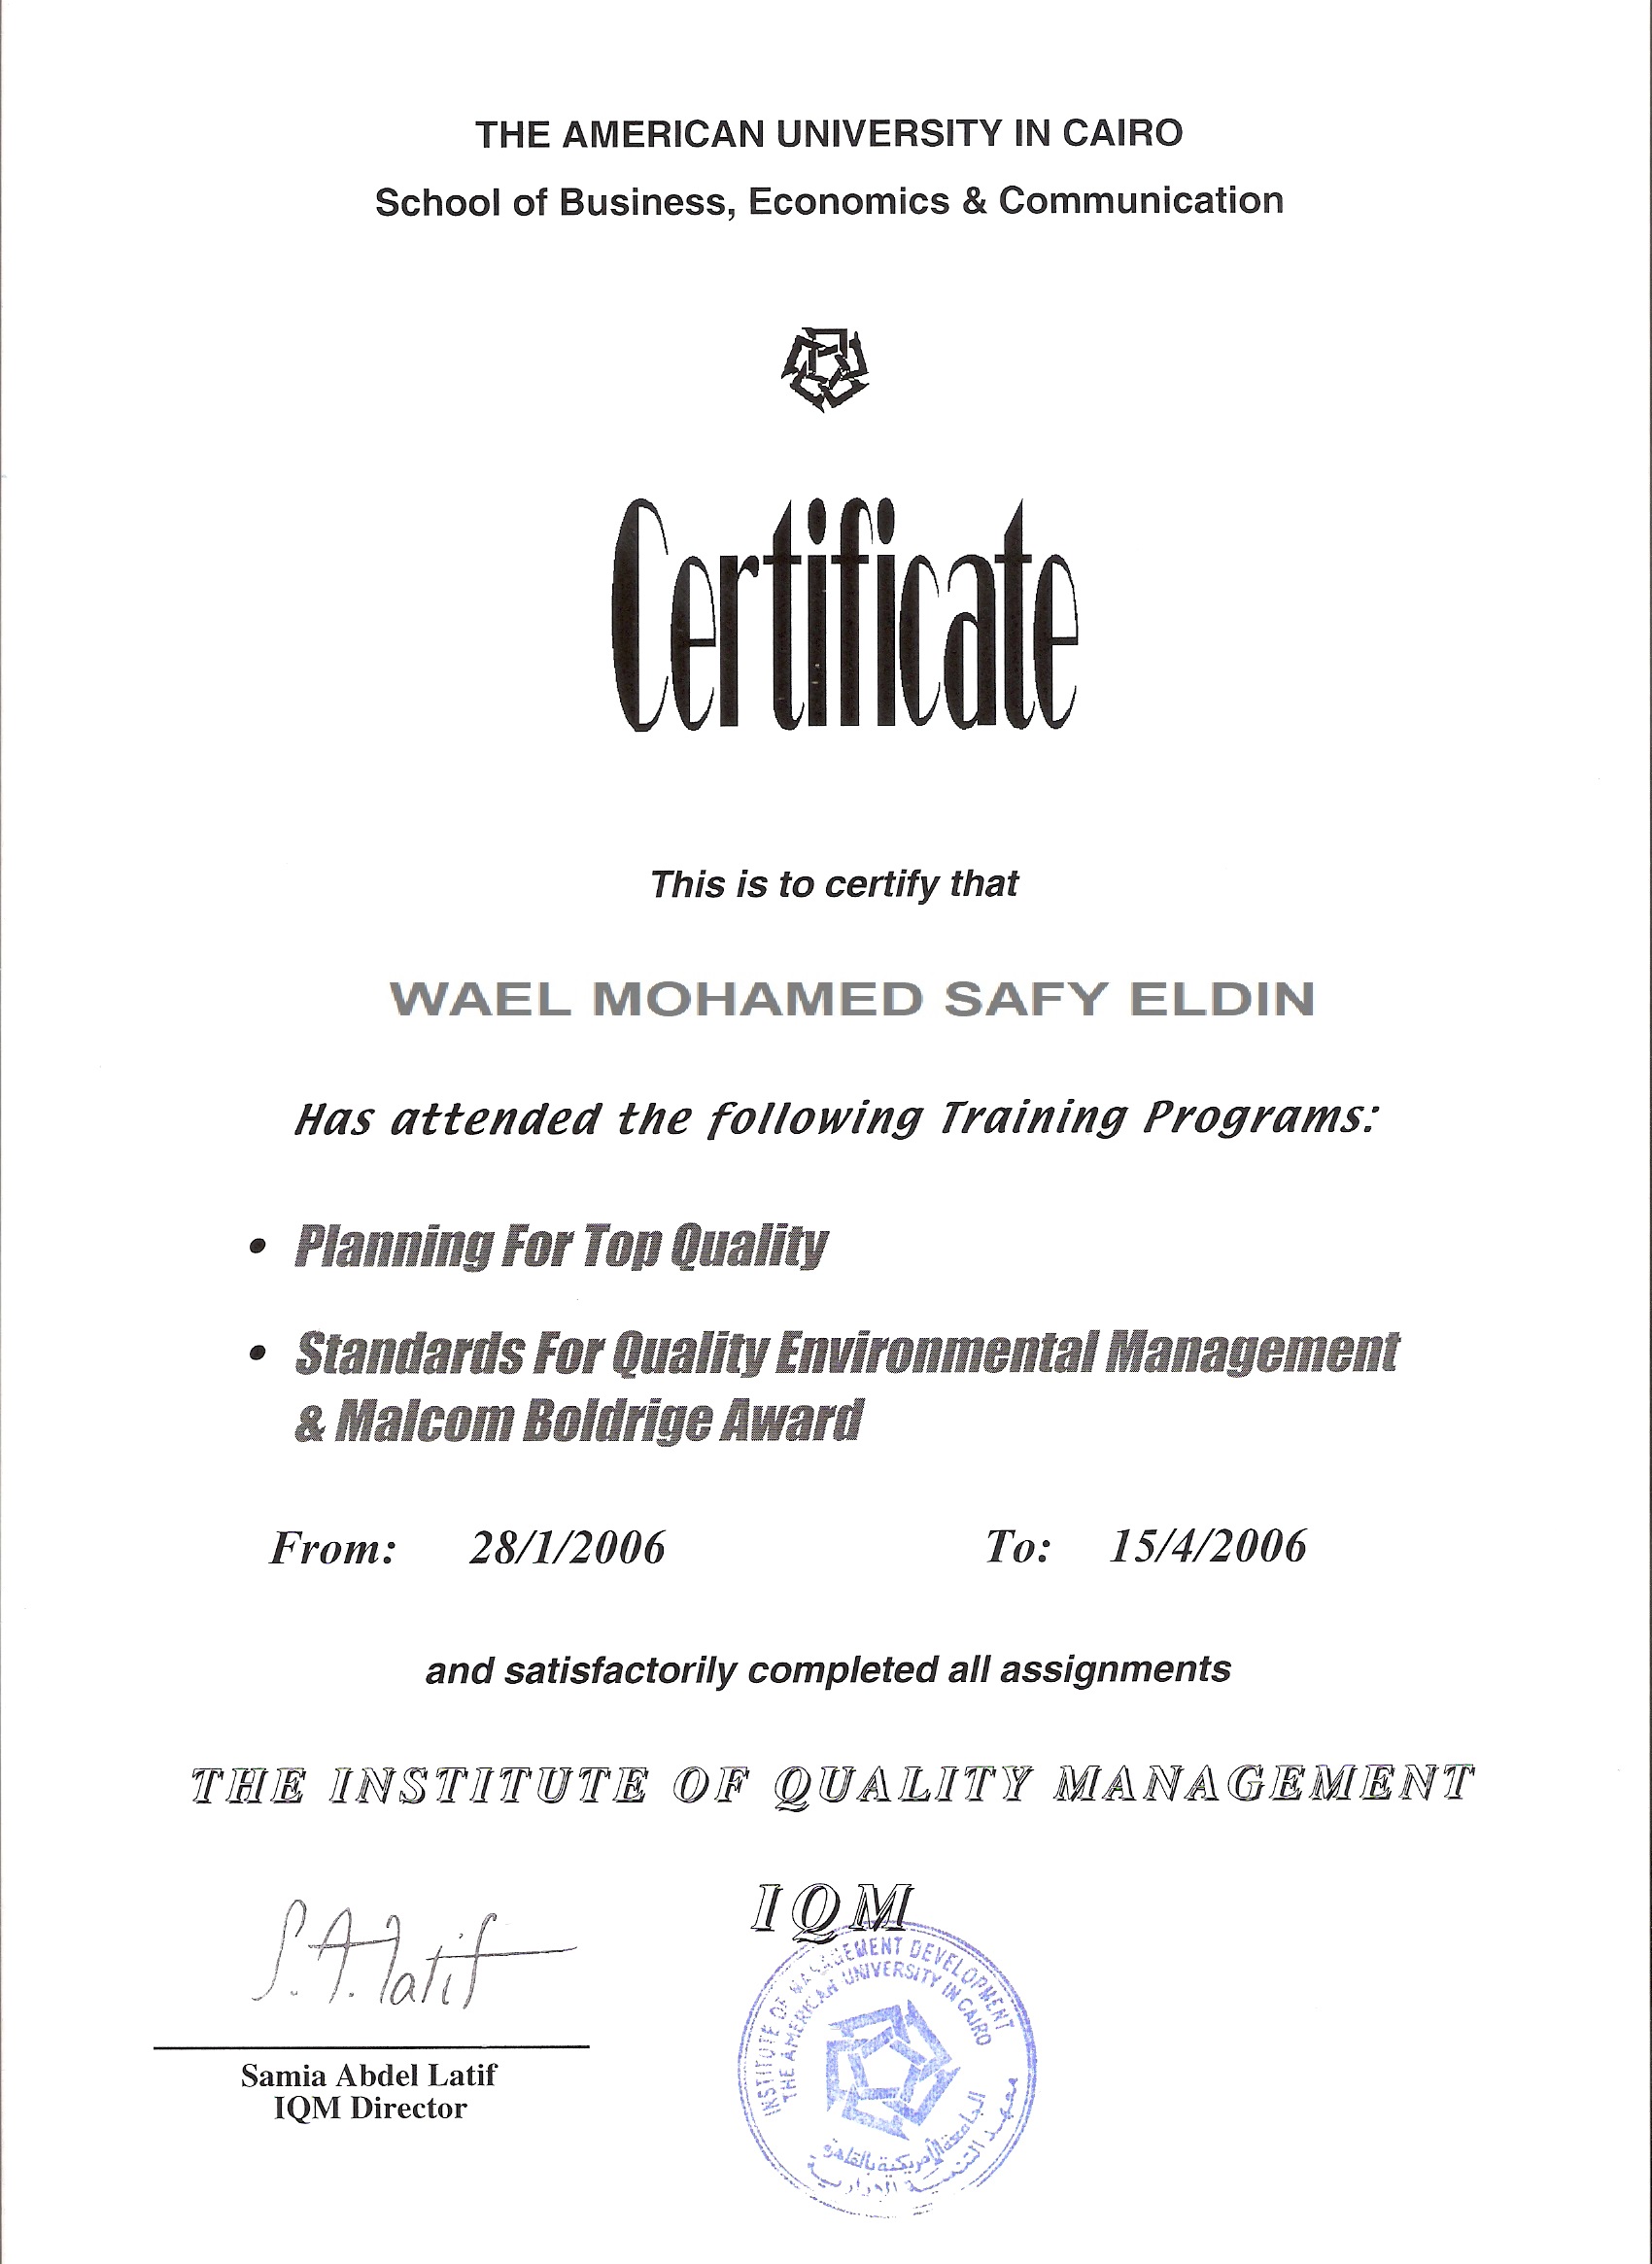 THE AMERICAN UNIVERSITY IN CAIRO
School of Business, Economics & Communication
Certificate
This is to certify that
WAEL MOHAMED SAFY ELDIN
Has attended the following Training Programs:
• Planning For Top Quality
• Standards For Quality Environmental Management
& Malcom Boldrige Award
From: 28/1/2006 To: 15/4/2006
and satisfactorily completed all assignments
THE INSTITUTE OF QUALITY MANAGEMENT
IQM
S. A. Latif
Samia Abdel Latif
IQM Director
INSTITUTE OF MANAGEMENT DEVELOPMENT
THE AMERICAN UNIVERSITY IN CAIRO
الجامعة الأمريكية بالقاهرة
معهد التنمية الادارية